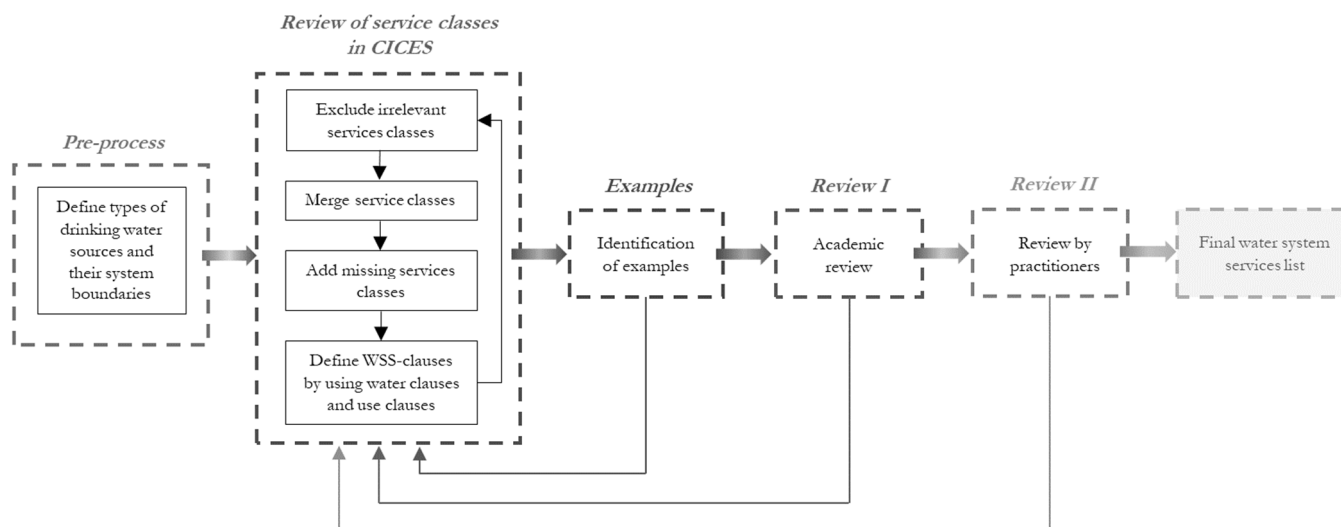 Review of service classes
in CICES
Exclude irrelevant
services classes
Merge service classes
Add missing services
classes
Define WSS-clauses
by using water clauses
and use clauses
Pre-process
Define types of
drinking water
sources and
their system
boundaries
Examples
Identification
of examples
Review I
Academic
review
Review II
Review by
practitioners
Final water system
services list